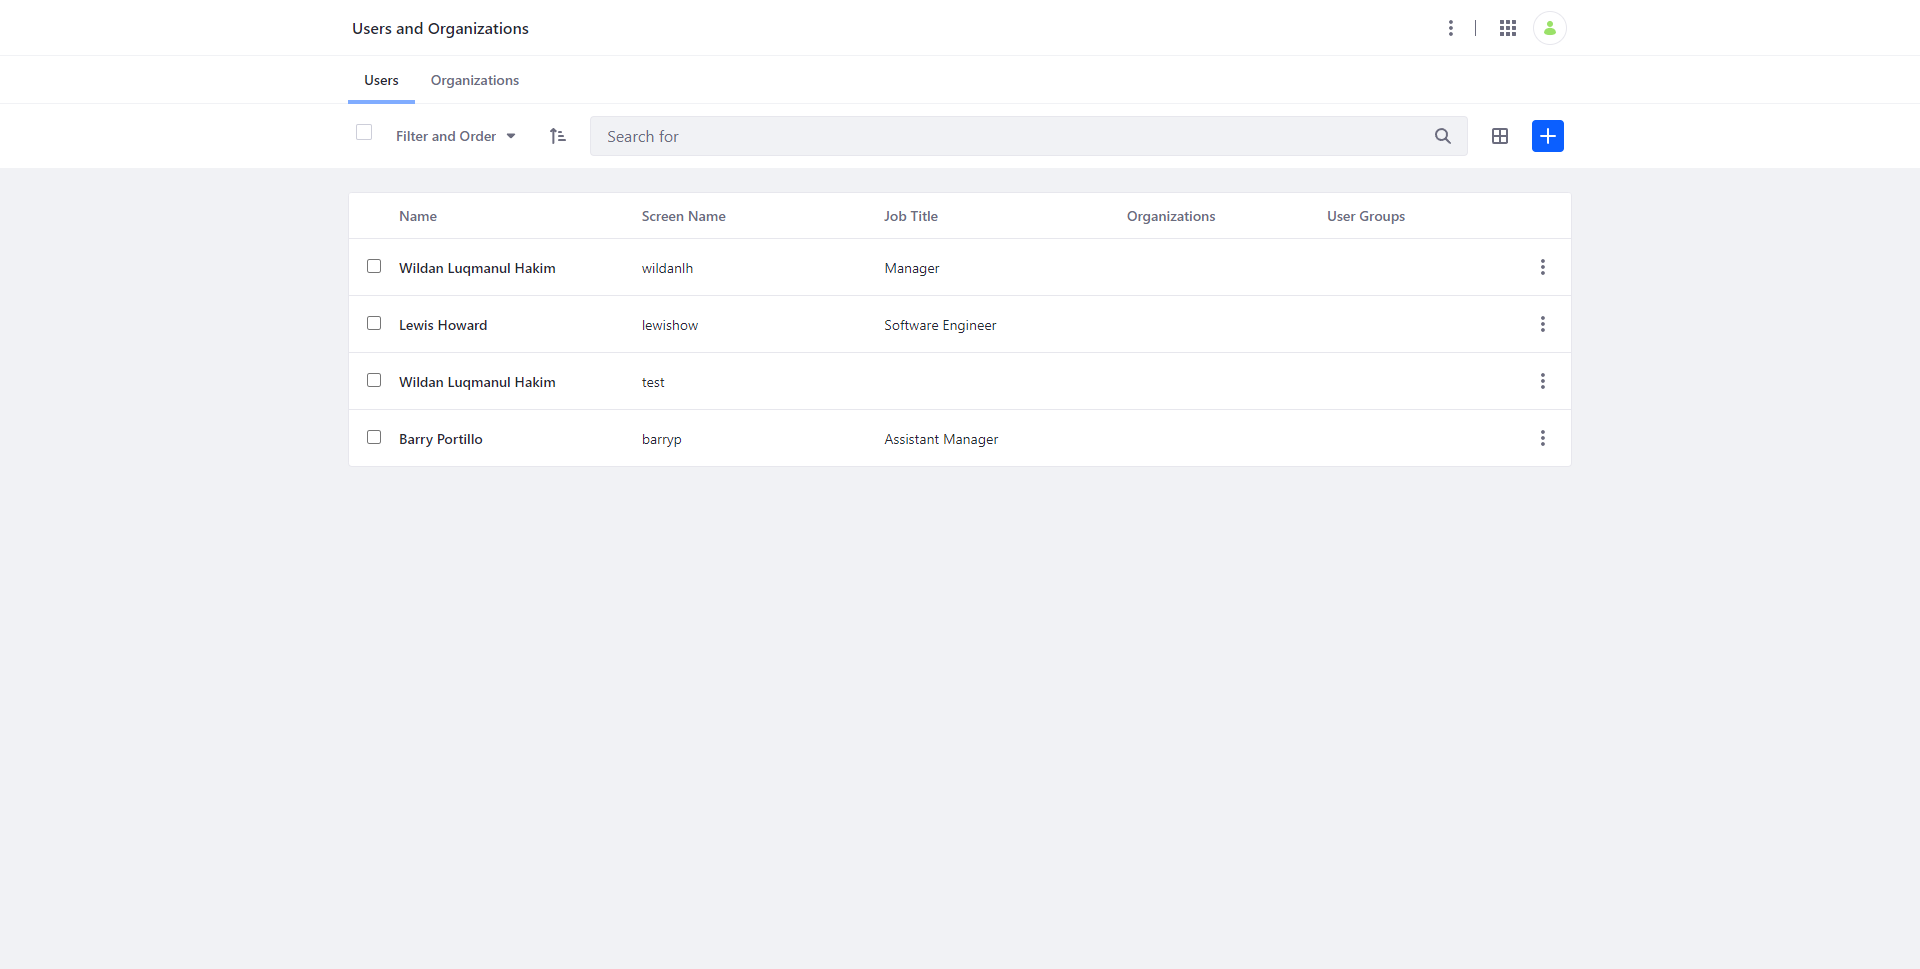 Users and Organizations
Users Organizations
Filter and Order Search for
Name Screen Name Job Title Organizations User Groups
Wildan Luqmanul Hakim wildanlh Manager
Lewis Howard lewishow Software Engineer
Wildan Luqmanul Hakim test
Barry Portillo barryp Assistant Manager